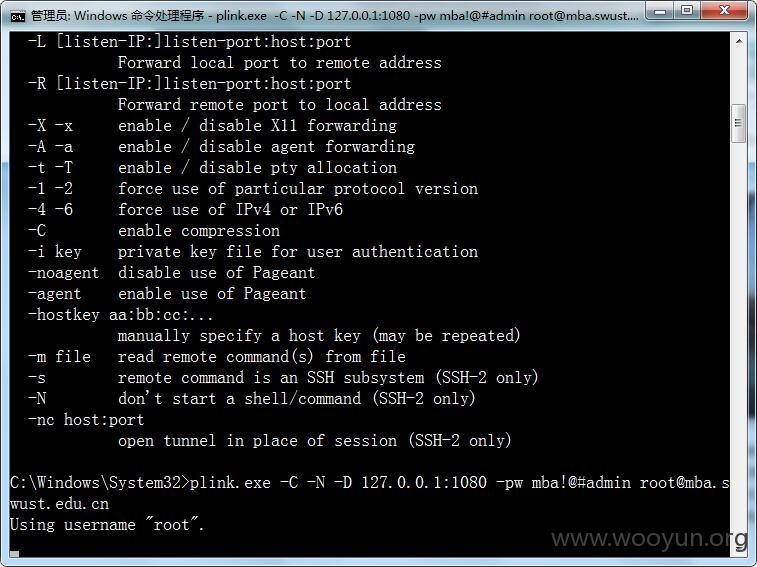 管理员: Windows 命令处理程序 - plink.exe  -C -N -D 127.0.0.1:1080 -pw mba!@#admin root@mba.swust.edu.cn....
-L [listen-IP:]listen-port:host:port
Forward local port to remote address
-R [listen-IP:]listen-port:host:port
Forward remote port to local address
-X -x     enable / disable X11 forwarding
-A -a     enable / disable agent forwarding
-t -T     enable / disable pty allocation
-1 -2     force use of particular protocol version
-4 -6     force use of IPv4 or IPv6
-C        enable compression
-i key    private key file for user authentication
-noagent  disable use of Pageant
-agent    enable use of Pageant
-hostkey aa:bb:cc:...
manually specify a host key (may be repeated)
-m file   read remote command(s) from file
-s        remote command is an SSH subsystem (SSH-2 only)
-N        don't start a shell/command (SSH-2 only)
-nc host:port
open tunnel in place of session (SSH-2 only)
C:\Windows\System32>plink.exe -C -N -D 127.0.0.1:1080 -pw mba!@#admin root@mba.s
wust.edu.cn
Using username "root".
www.wooyun.org